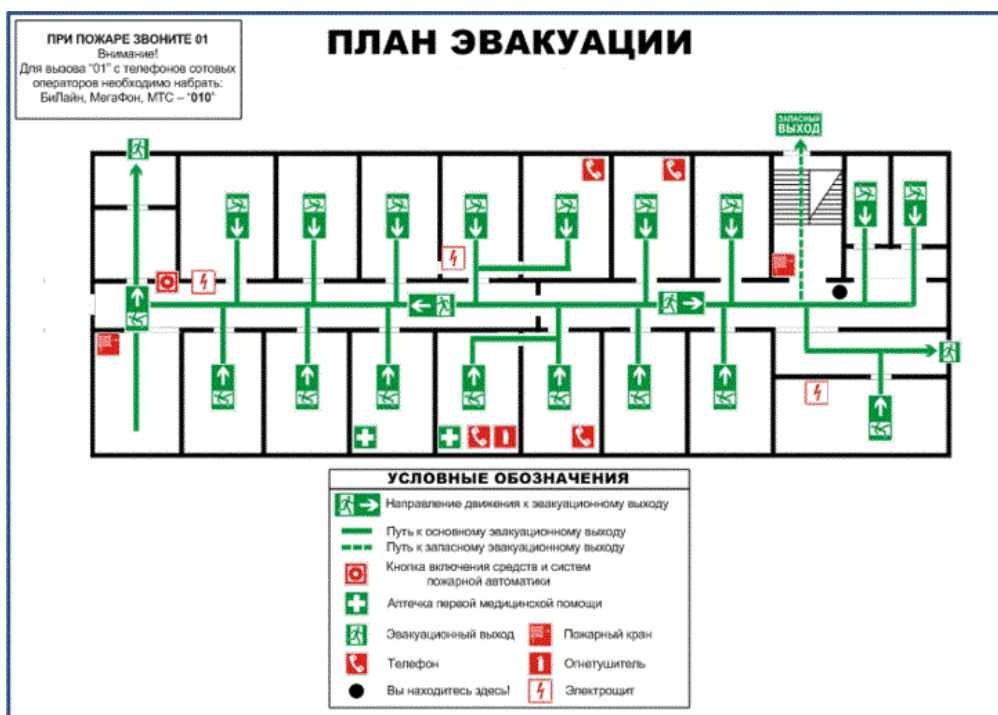 ПРИ ПОЖАРЕ ЗВОНИТЕ 01
Внимание!
Для вызова "01" с телефонов сотовых
операторов необходимо набрать:
БиЛайн, МегаФон, МТС – "010"
ПЛАН ЭВАКУАЦИИ
ЗАПАСНЫЙ
ВЫХОД
УСЛОВНЫЕ ОБОЗНАЧЕНИЯ
Направление движения к эвакуационному выходу
Путь к основному эвакуационному выходу
Путь к запасному эвакуационному выходу
Кнопка включения средств и систем
пожарной автоматики
Аптечка первой медицинской помощи
Эвакуационный выход
Пожарный кран
Телефон
Огнетушитель
Вы находитесь здесь!
Электрощит